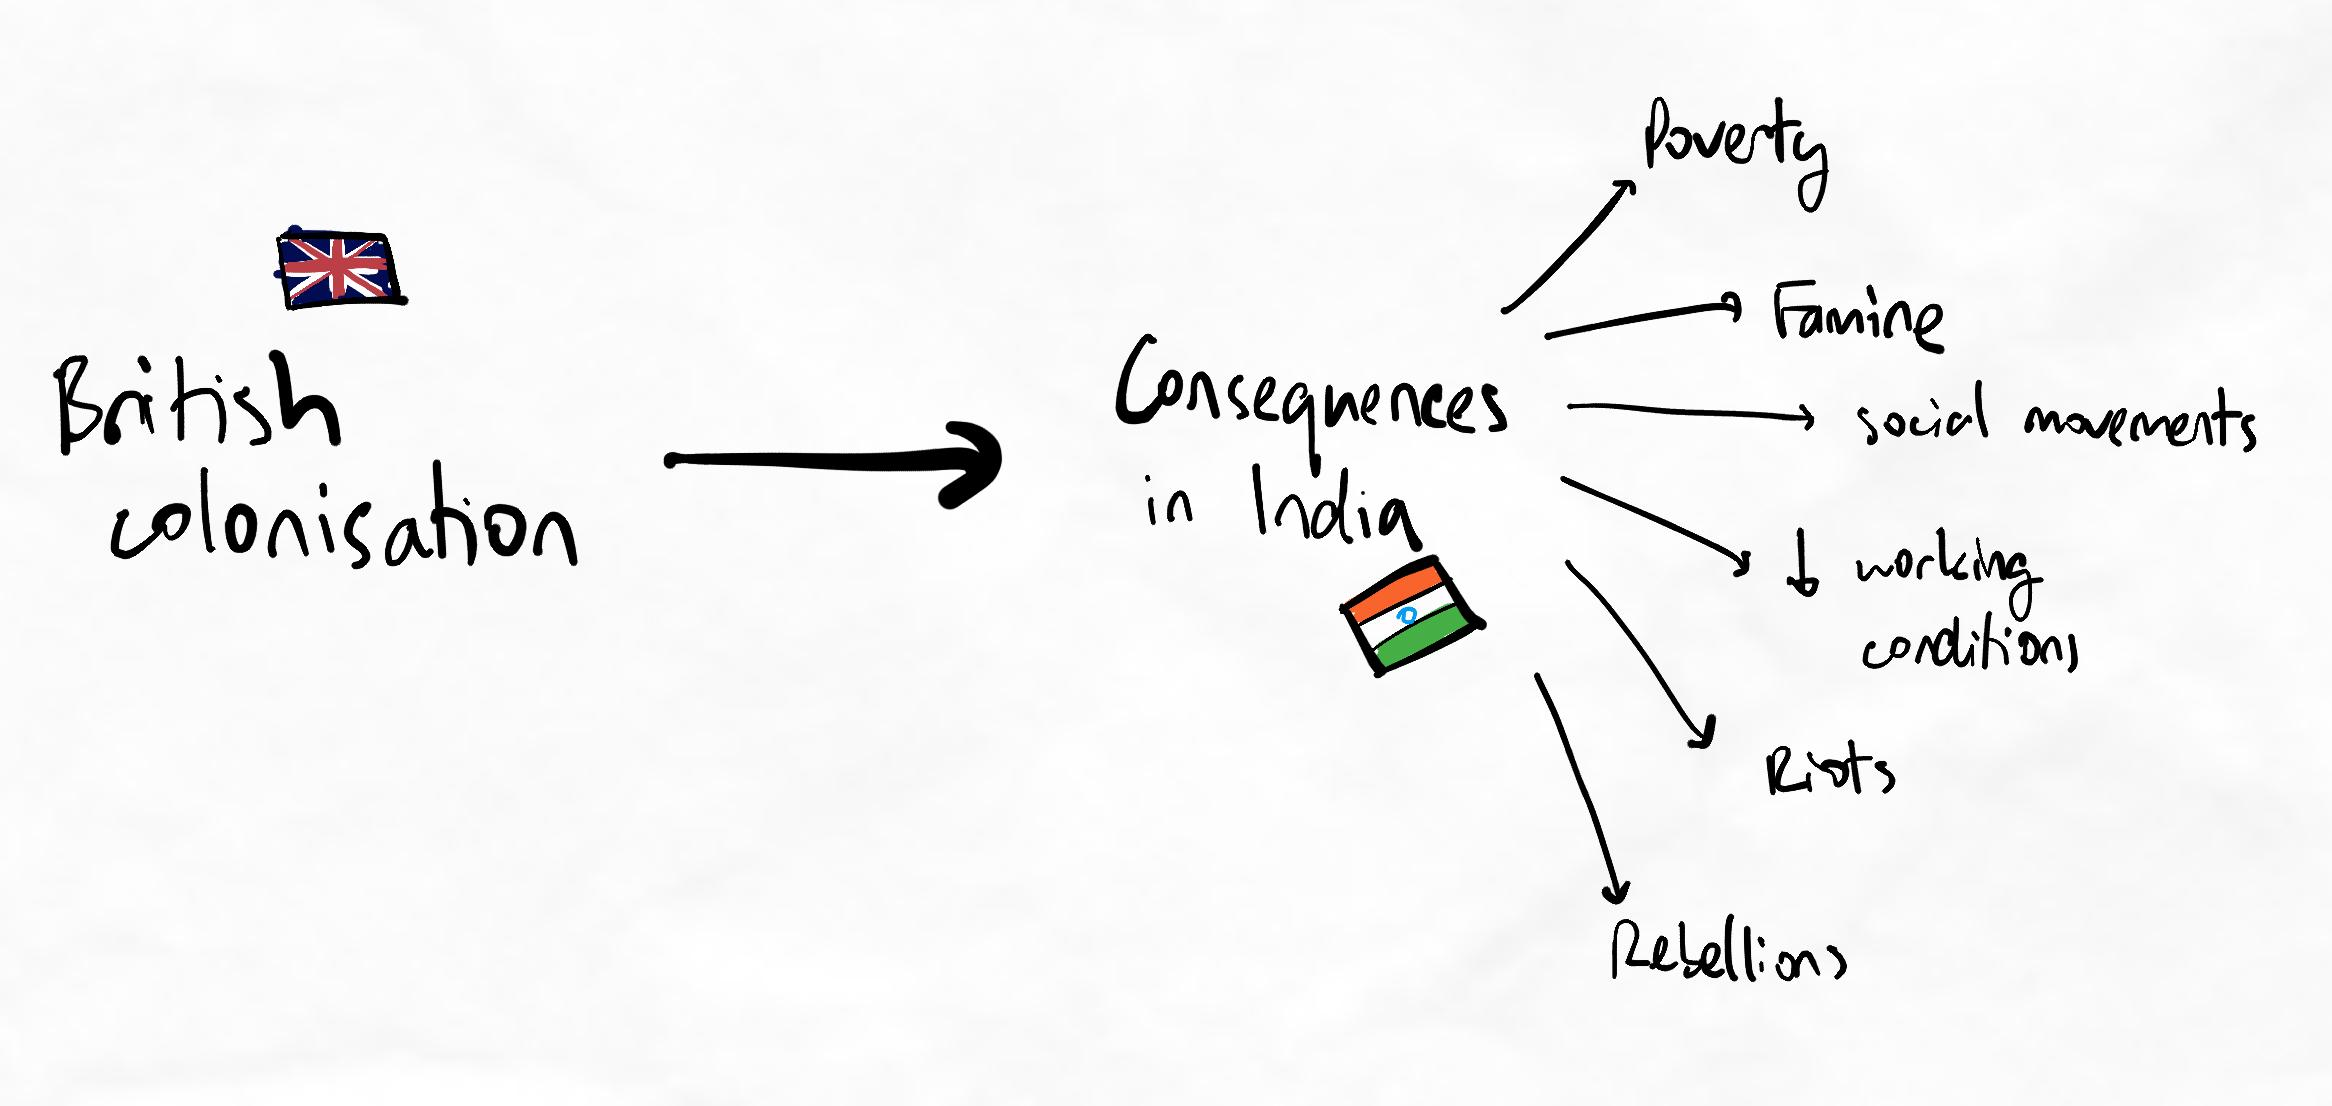 British
colonisation
Consequences
in India
Poverty
Famine
social movements
↓ working
conditions
Riots
Rebellions